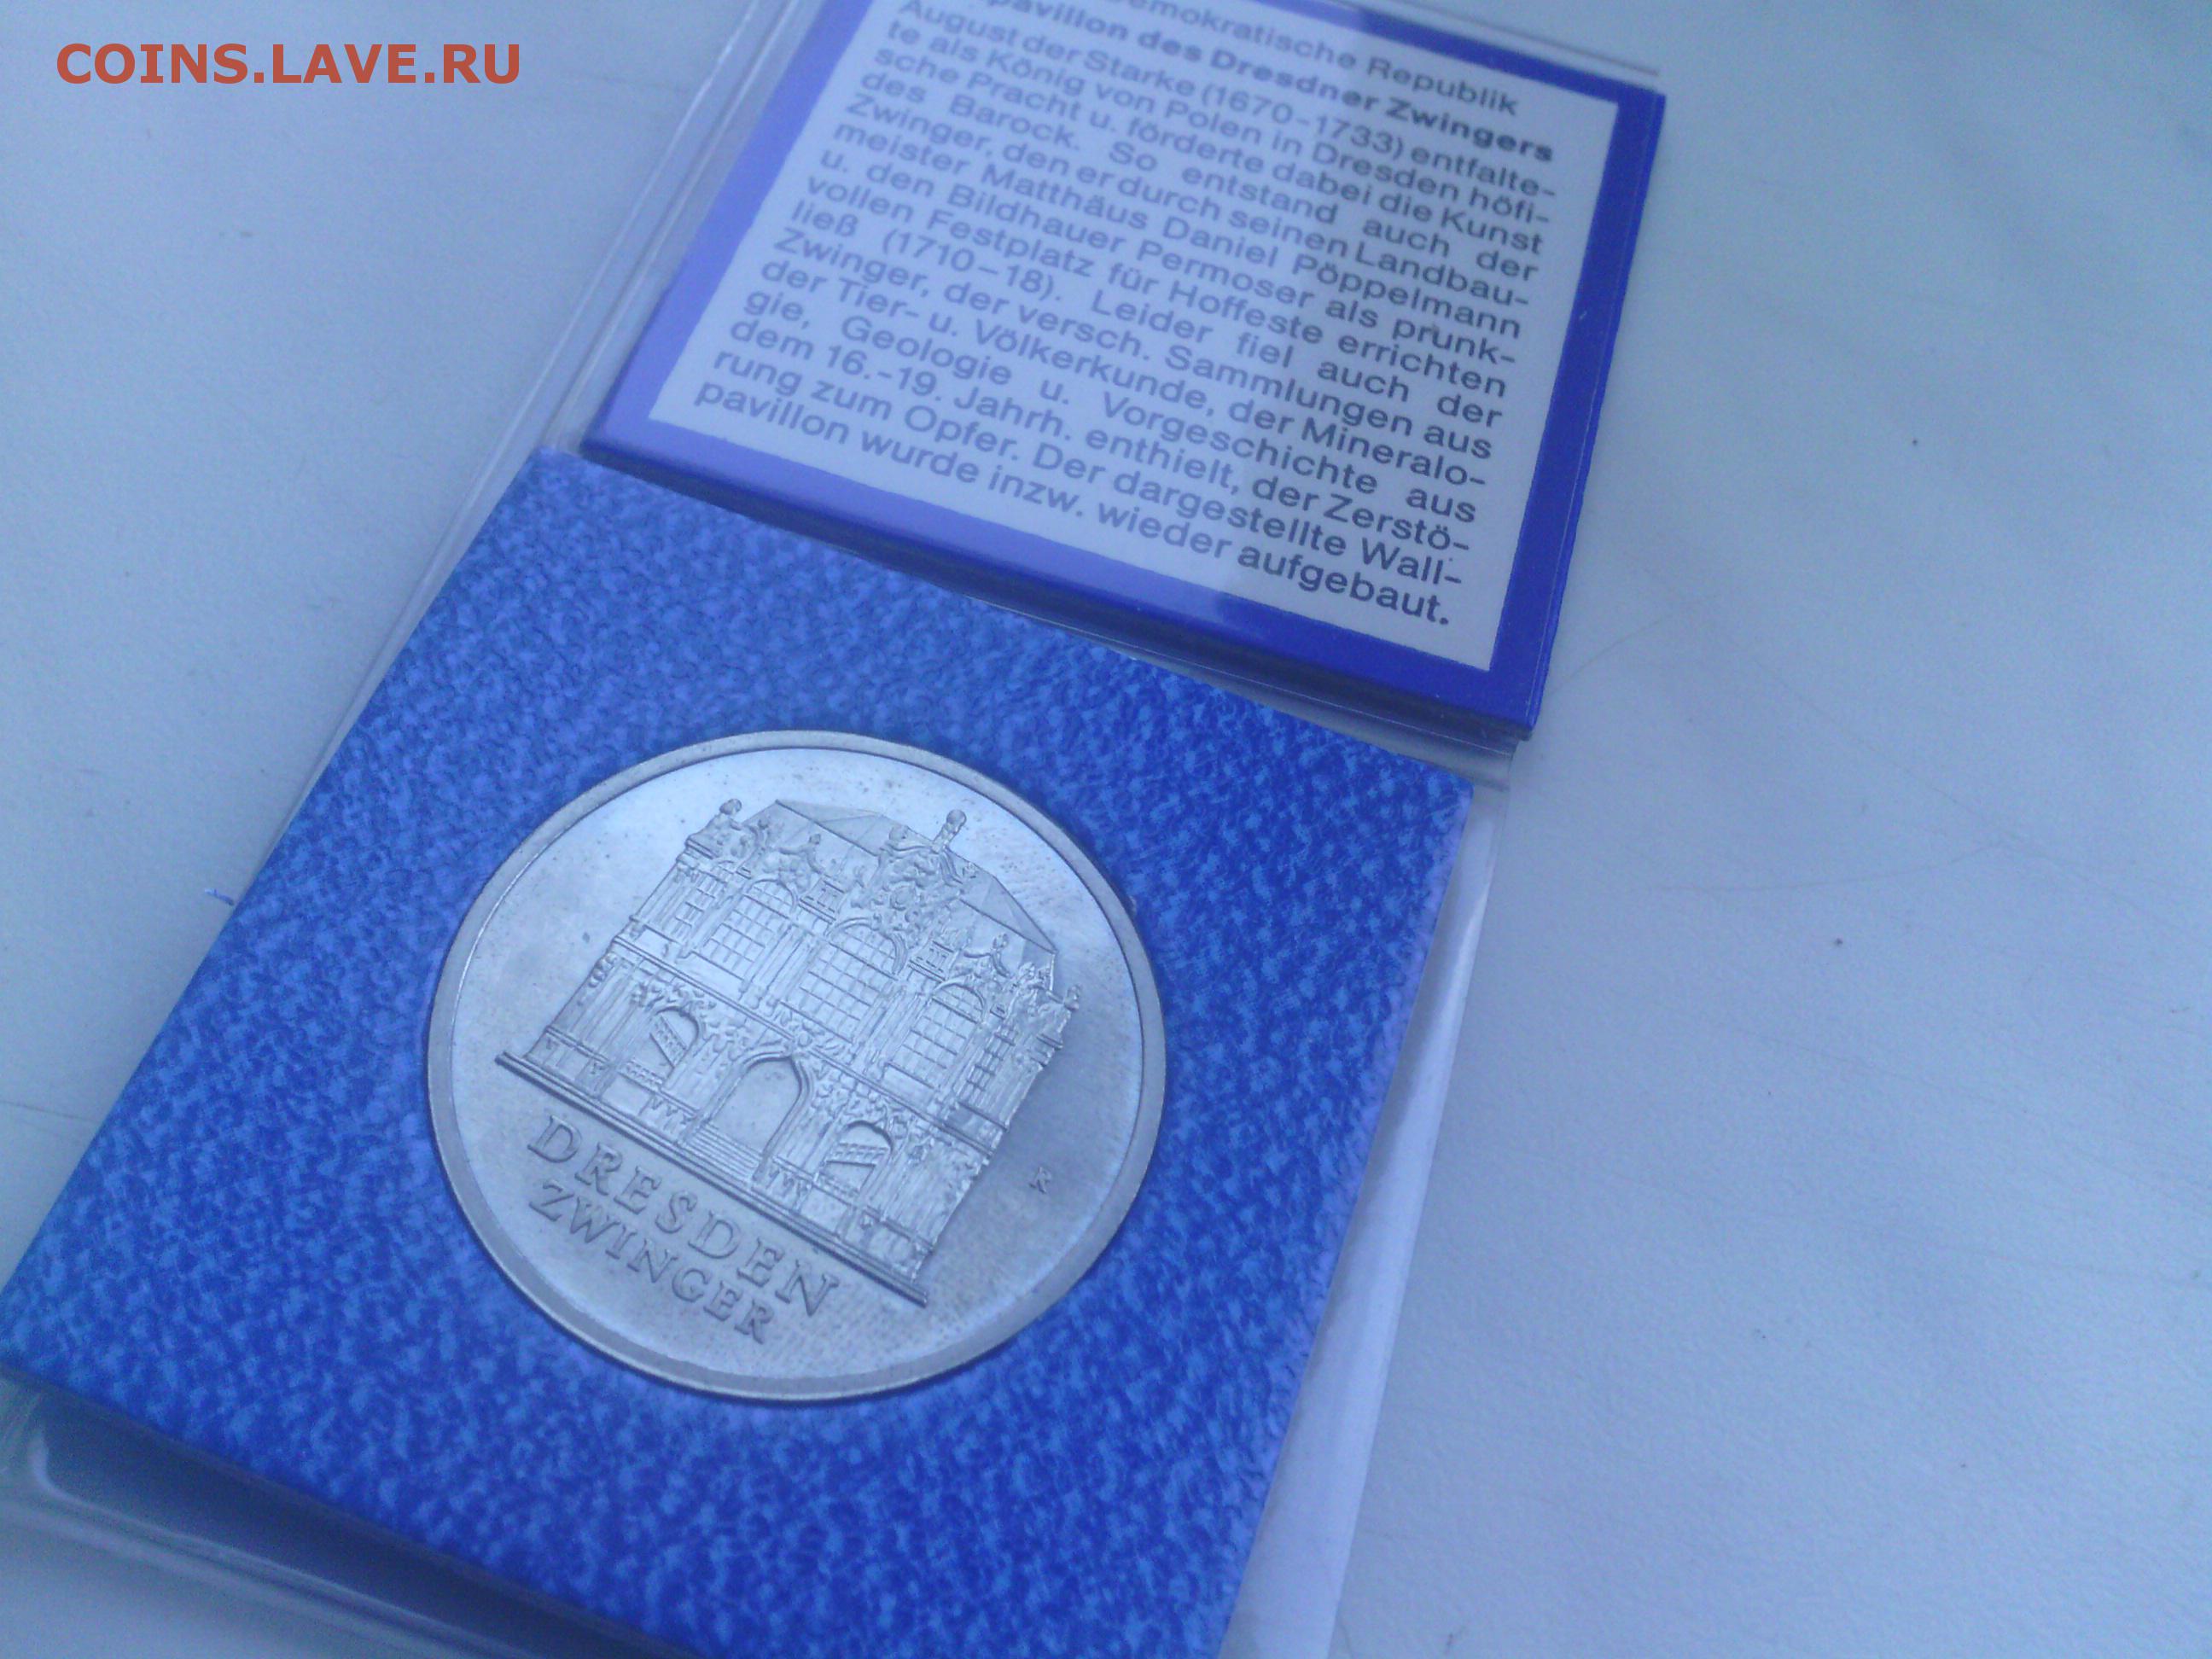 COINS.LAVE.RU
Demokratische Republik
pavillon des Dresdner Zwingers
August der Starke (1670-1733) entfalte-
te als König von Polen in Dresden höfi-
sche Pracht u. förderte dabei die Kunst
des Barock. So entstand auch der
Zwinger, den er durch seinen Landbau-
meister Matthäus Daniel Pöppelmann
u. den Bildhauer Permoser als prunk-
vollen Festplatz für Hoffeste errichten
ließ (1710-18). Leider fiel auch der
Zwinger, der versch. Sammlungen aus
der Tier- u. Völkerkunde, der Mineralo-
gie, Geologie u. Vorgeschichte aus
dem 16.-19. Jahrh. enthielt, der Zerstö-
rung zum Opfer. Der dargestellte Wall-
pavillon wurde inzw. wieder aufgebaut.
R
DRESDEN
ZWINGER